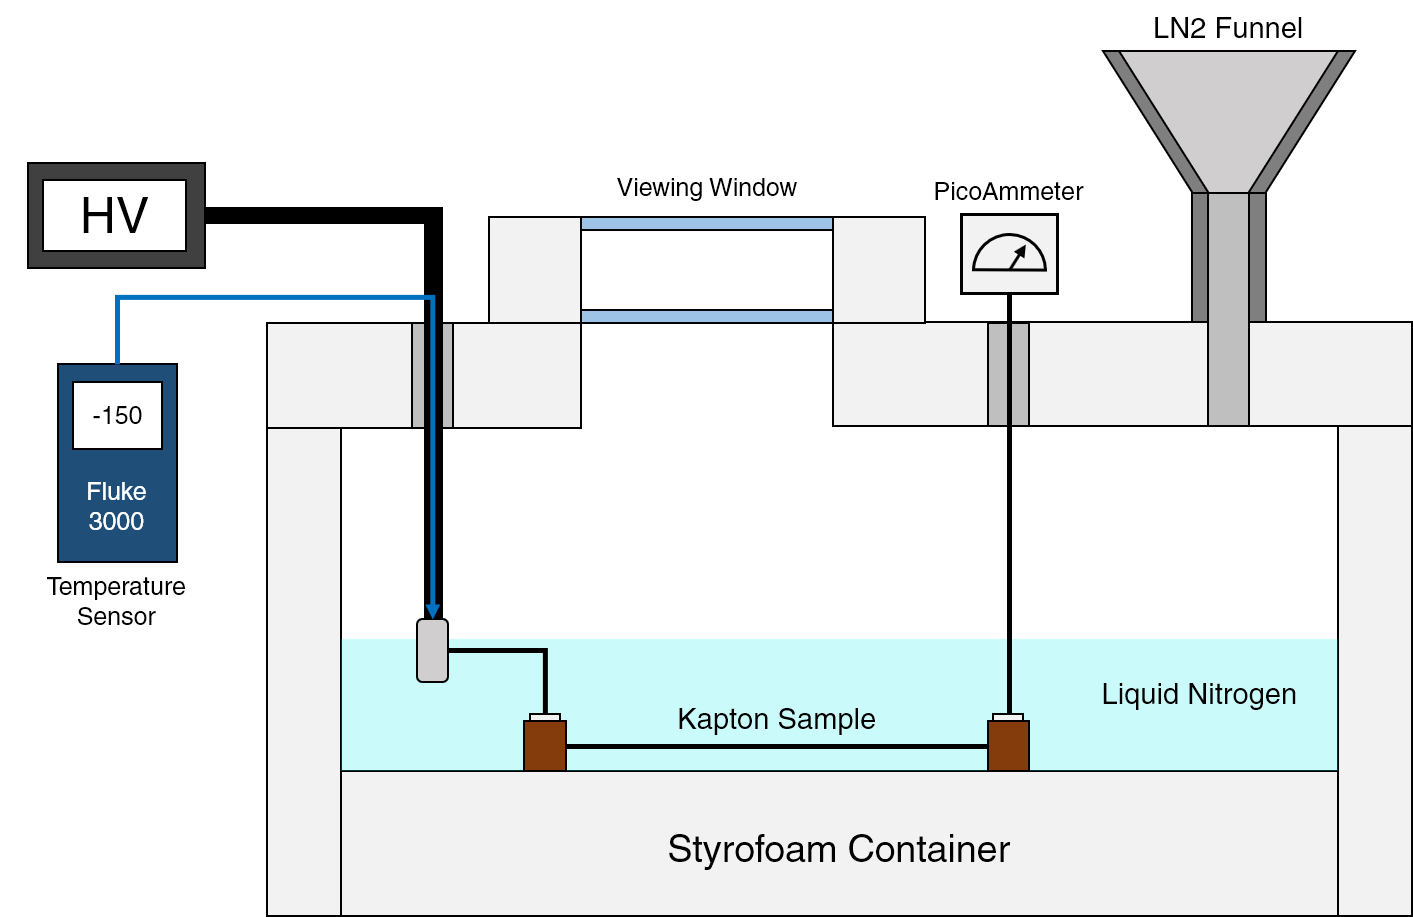 LN2 Funnel
Viewing Window
PicoAmmeter
HV
-150
Fluke
3000
Temperature
Sensor
Liquid Nitrogen
Kapton Sample
Styrofoam Container